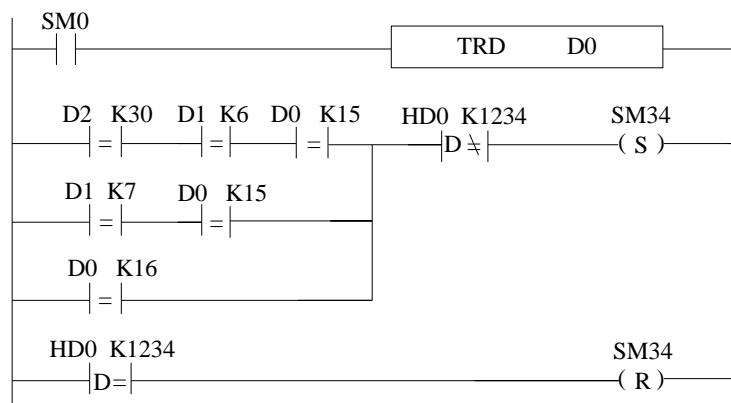 SM0
TRD D0
D2 K30 D1 K6 D0 K15 HD0 K1234 SM34
= = = D≠ ( S )
D1 K7 D0 K15
= =
D0 K16
=
HD0 K1234 SM34
D= ( R )